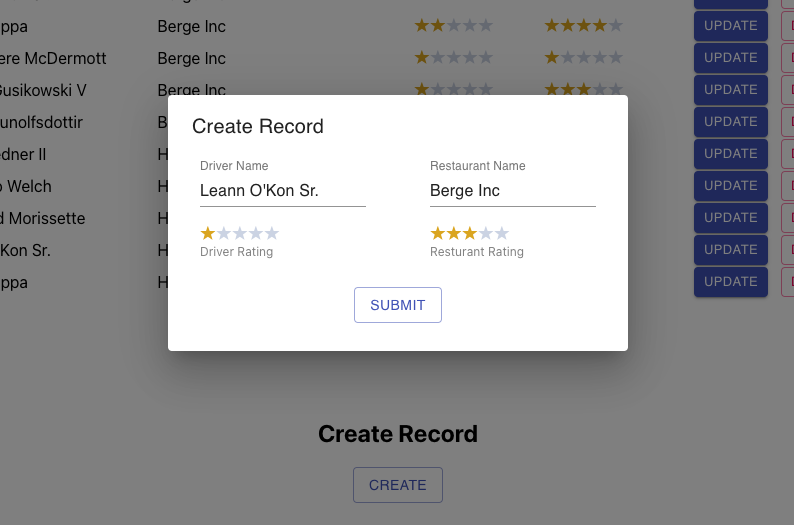 ppa Berge Inc UPDATE
ere McDermott Berge Inc UPDATE
Gusikowski V Berge Inc UPDATE
unolfsdottir B UPDATE
dner II H UPDATE
o Welch H UPDATE
d Morissette H UPDATE
Kon Sr. H UPDATE
ppa H UPDATE
Create Record
Driver Name Restaurant Name
Leann O'Kon Sr. Berge Inc
Driver Rating Resturant Rating
SUBMIT
Create Record
CREATE